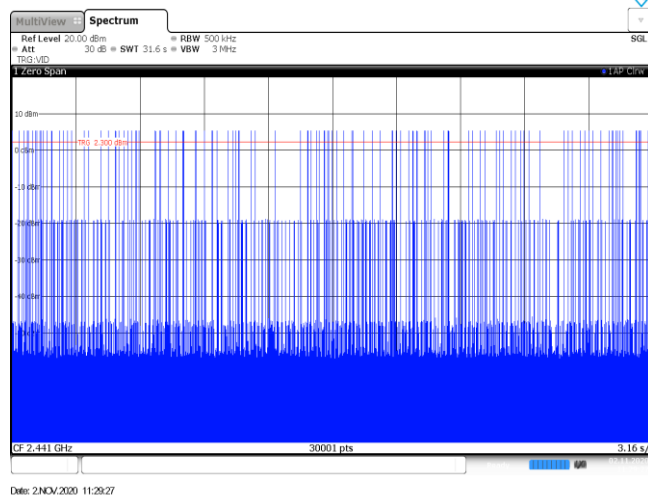 MultiView Spectrum
Ref Level 20.00 dBm RBW 500 kHz SGL
Att 30 dB SWT 31.6 s VBW 3 MHz
TRG:VID
1 Zero Span 1AP Clrw
10 dBm
TRG 2.300 dBm
0 dBm
-10 dBm
-20 dBm
-30 dBm
-40 dBm
CF 2.441 GHz 30001 pts 3.16 s/
Date: 2.NOV.2020 11:29:27